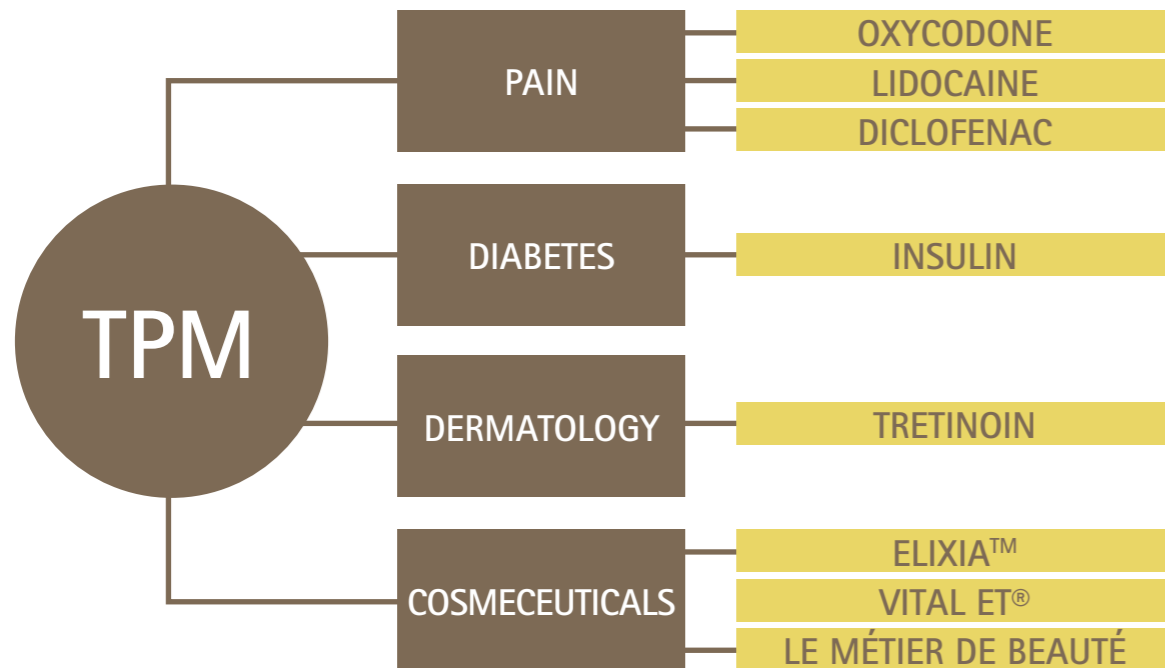 TPM
PAIN
OXYCODONE
LIDOCAINE
DICLOFENAC
DIABETES
INSULIN
DERMATOLOGY
TRETINOIN
COSMECEUTICALS
ELIXIA™
VITAL ET®
LE MÉTIER DE BEAUTÉ